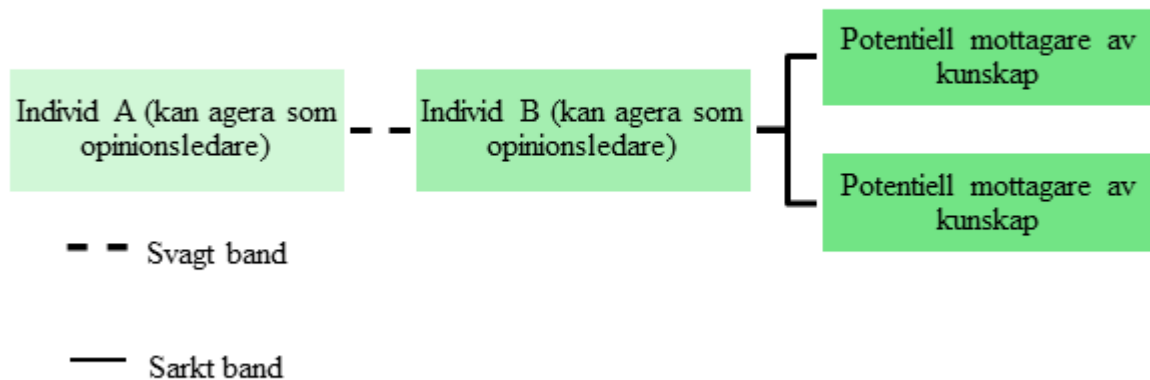 Individ A (kan agera som
opinionsledare)
Individ B (kan agera som
opinionsledare)
Potentiell mottagare av
kunskap
Potentiell mottagare av
kunskap
Svagt band
Sarkt band